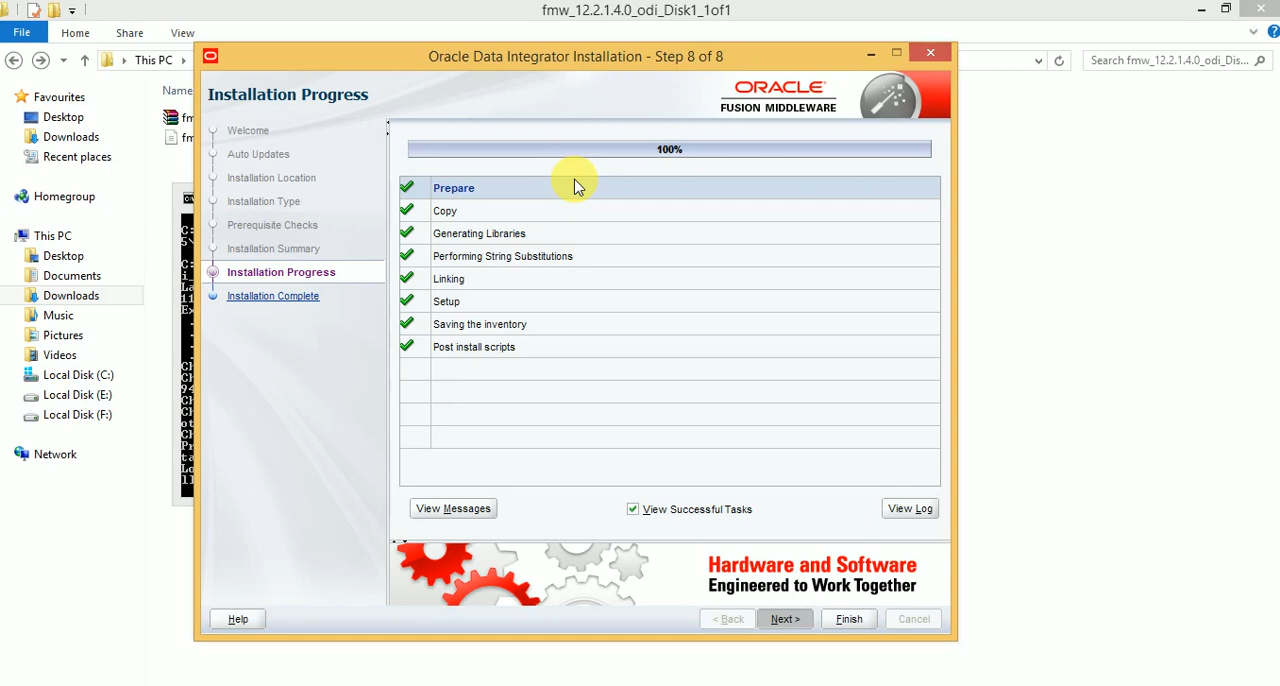 fmw_12.2.1.4.0_odi_Disk1_1of1
File Home Share View
This PC
Search fmw_12.2.1.4.0_odi_Dis...
Favourites
Desktop
Downloads
Recent places
Homegroup
This PC
Desktop
Documents
Downloads
Music
Pictures
Videos
Local Disk (C:)
Local Disk (E:)
Local Disk (F:)
Network
Name
Oracle Data Integrator Installation - Step 8 of 8
Installation Progress
ORACLE
FUSION MIDDLEWARE
Welcome
Auto Updates
Installation Location
Installation Type
Prerequisite Checks
Installation Summary
Installation Progress
Installation Complete
100%
Prepare
Copy
Generating Libraries
Performing String Substitutions
Linking
Setup
Saving the inventory
Post install scripts
View Messages
View Successful Tasks
View Log
Hardware and Software
Engineered to Work Together
Help
< Back
Next >
Finish
Cancel